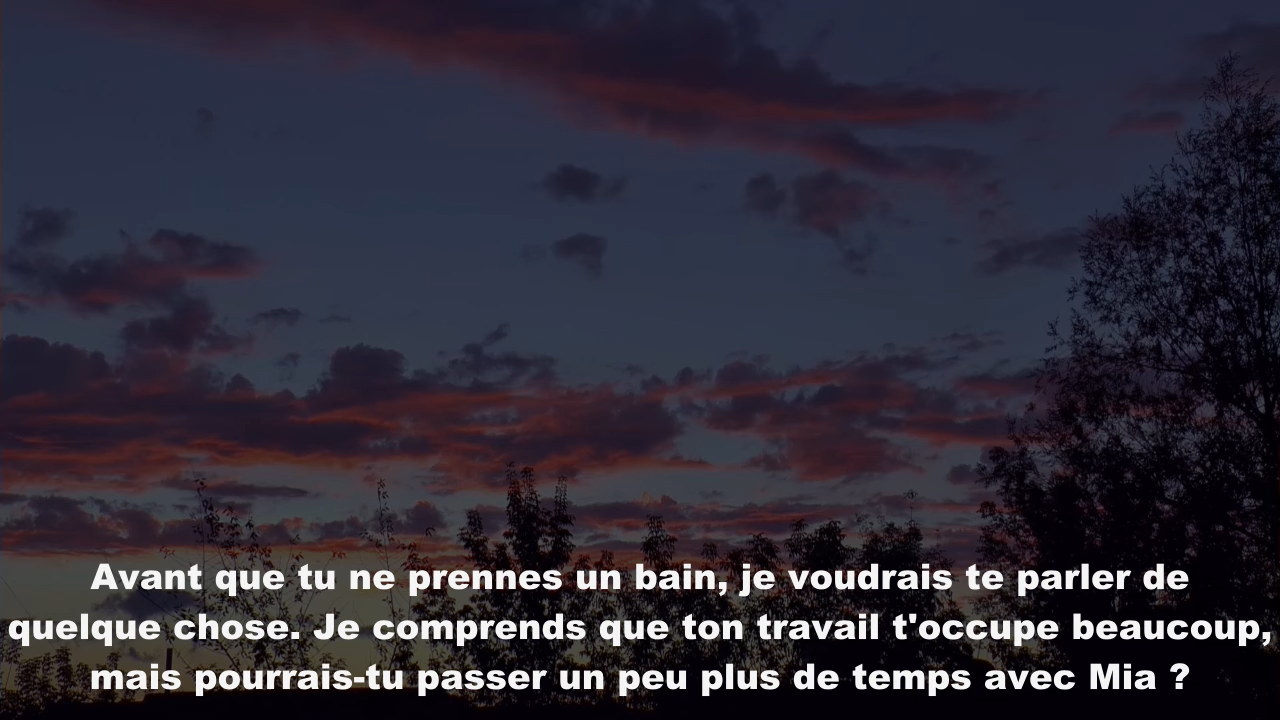 Avant que tu ne prennes un bain, je voudrais te parler de
quelque chose. Je comprends que ton travail t'occupe beaucoup,
mais pourrais-tu passer un peu plus de temps avec Mia ?